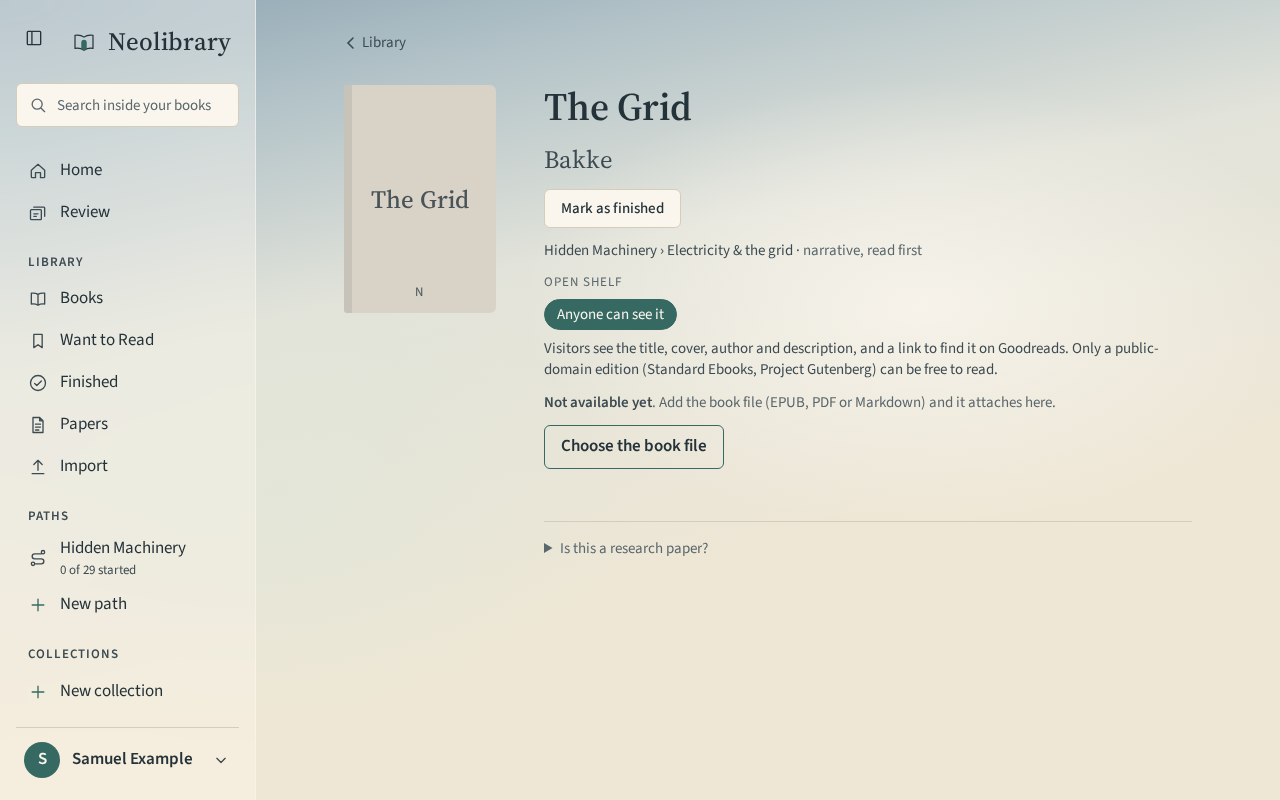 Neolibrary
Search inside your books
Home
Review
LIBRARY
Books
Want to Read
Finished
Papers
Import
PATHS
Hidden Machinery
0 of 29 started
New path
COLLECTIONS
New collection
S
Samuel Example
Library
The Grid
N
The Grid
Bakke
Mark as finished
Hidden Machinery › Electricity & the grid · narrative, read first
OPEN SHELF
Anyone can see it
Visitors see the title, cover, author and description, and a link to find it on Goodreads. Only a public-
domain edition (Standard Ebooks, Project Gutenberg) can be free to read.
Not available yet. Add the book file (EPUB, PDF or Markdown) and it attaches here.
Choose the book file
Is this a research paper?